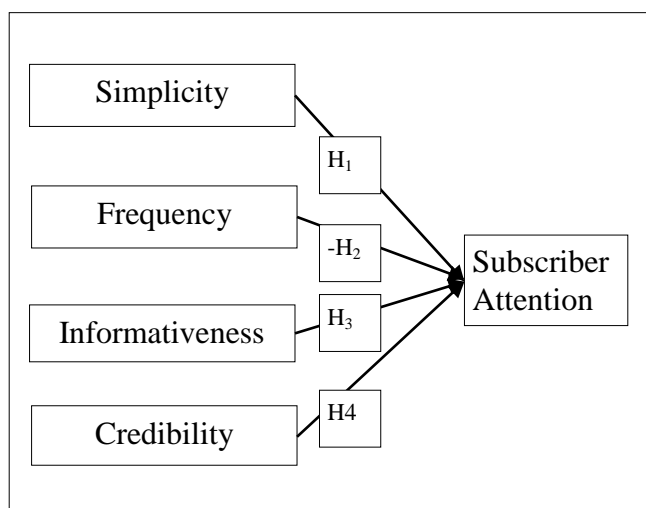 Simplicity
H₁
Frequency
-H₂
Subscriber
Attention
Informativeness
H₃
Credibility
H4